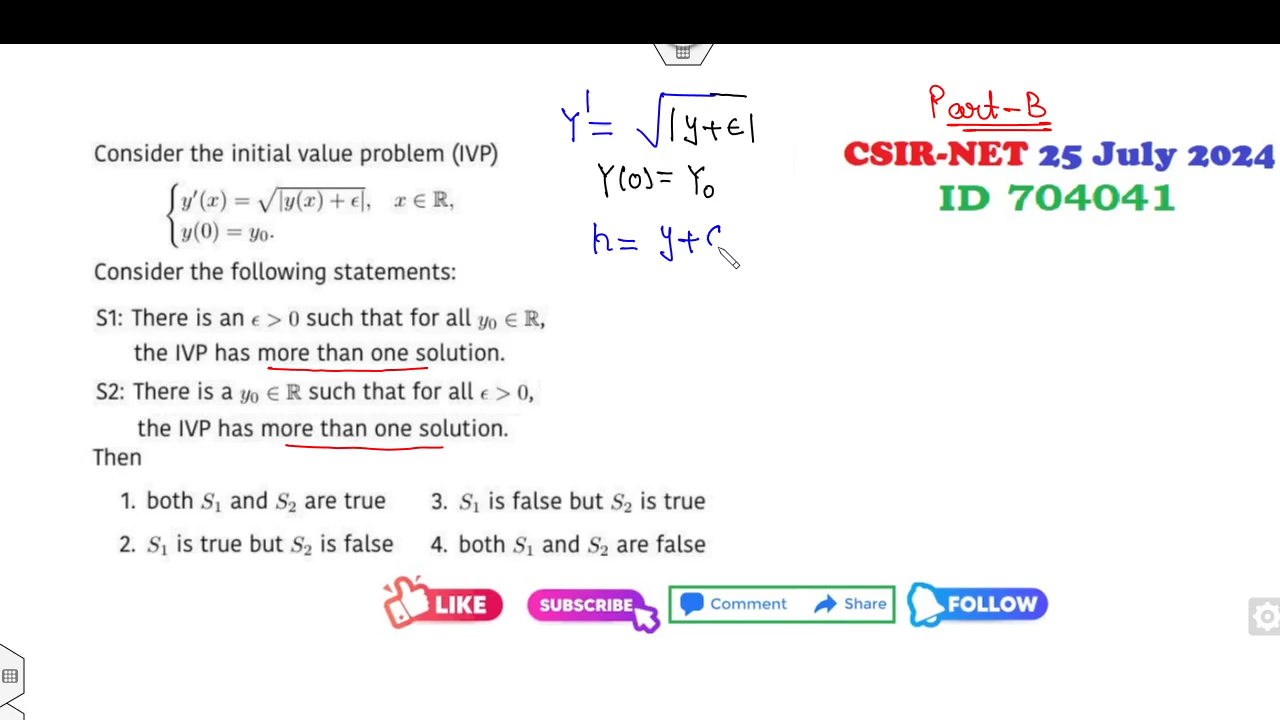 Part-B
CSIR-NET 25 July 2024
ID 704041
Consider the initial value problem (IVP)
y′(x) = √|y(x) + ϵ|, x ∈ ℝ,
y(0) = y₀.
Consider the following statements:
S1: There is an ϵ > 0 such that for all y₀ ∈ ℝ,
the IVP has more than one solution.
S2: There is a y₀ ∈ ℝ such that for all ϵ > 0,
the IVP has more than one solution.
Then
1. both S₁ and S₂ are true
2. S₁ is true but S₂ is false
3. S₁ is false but S₂ is true
4. both S₁ and S₂ are false
Y' = √|y+ϵ|
Y(0) = Y₀
h = y+
LIKE
SUBSCRIBE
Comment
Share
FOLLOW